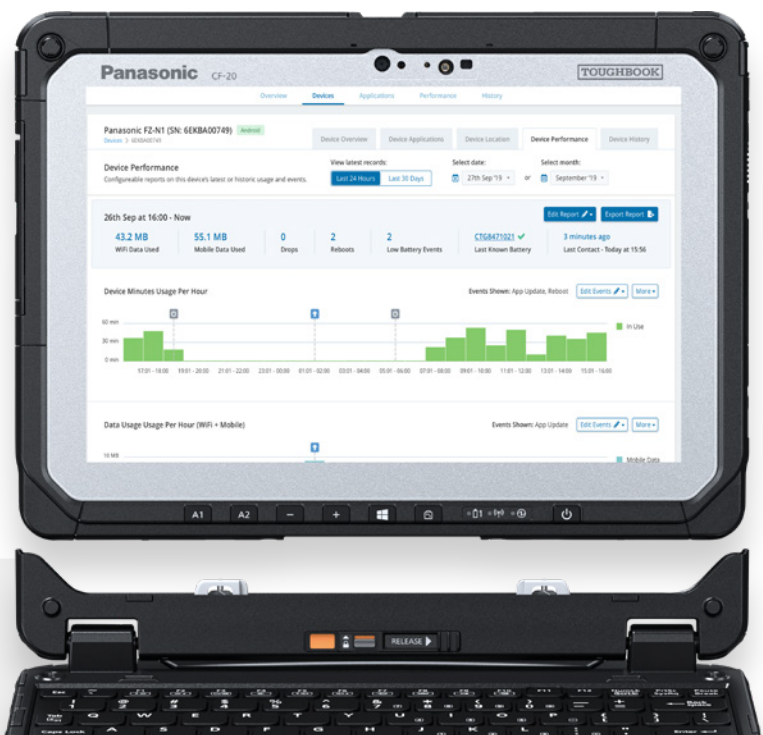 Panasonic CF-20 TOUGHBOOK
Overview Devices Applications Performance History
Panasonic FZ-N1 (SN: 6EKBA00749) Android
Devices
Device Overview Device Applications Device Location Device Performance Device History
Device Performance
Configureable reports on this device's latest or historic usage and events.
View latest records:
Last 24 Hours Last 30 Days
Select date:
27th Sep '19
or
Select month:
September '19
26th Sep at 16:00 - Now
Edit Report Export Report
43.2 MB 55.1 MB 0 2 2 CTG8471021 3 minutes ago
WiFi Data Used Mobile Data Used Drops Reboots Low Battery Events Last Known Battery Last Contact - Today at 15:56
Device Minutes Usage Per Hour
Events Shown: App Update, Reboot Edit Events More
60 min
30 min
0 min
In Use
17:01 - 18:00 19:01 - 20:00 21:01 - 22:00 23:01 - 00:00 01:01 - 02:00 03:01 - 04:00 05:01 - 06:00 07:01 - 08:00 09:01 - 10:00 11:01 - 12:00 13:01 - 14:00 15:01 - 16:00
Data Usage Usage Per Hour (WiFi + Mobile)
Events Shown: App Update Edit Events More
10 MB
Mobile Data
A1 A2 - +
1
RELEASE
Esc F11 F12
Tab Q W E R T Y U I O P
Caps Lock A S D F G H J K L Enter